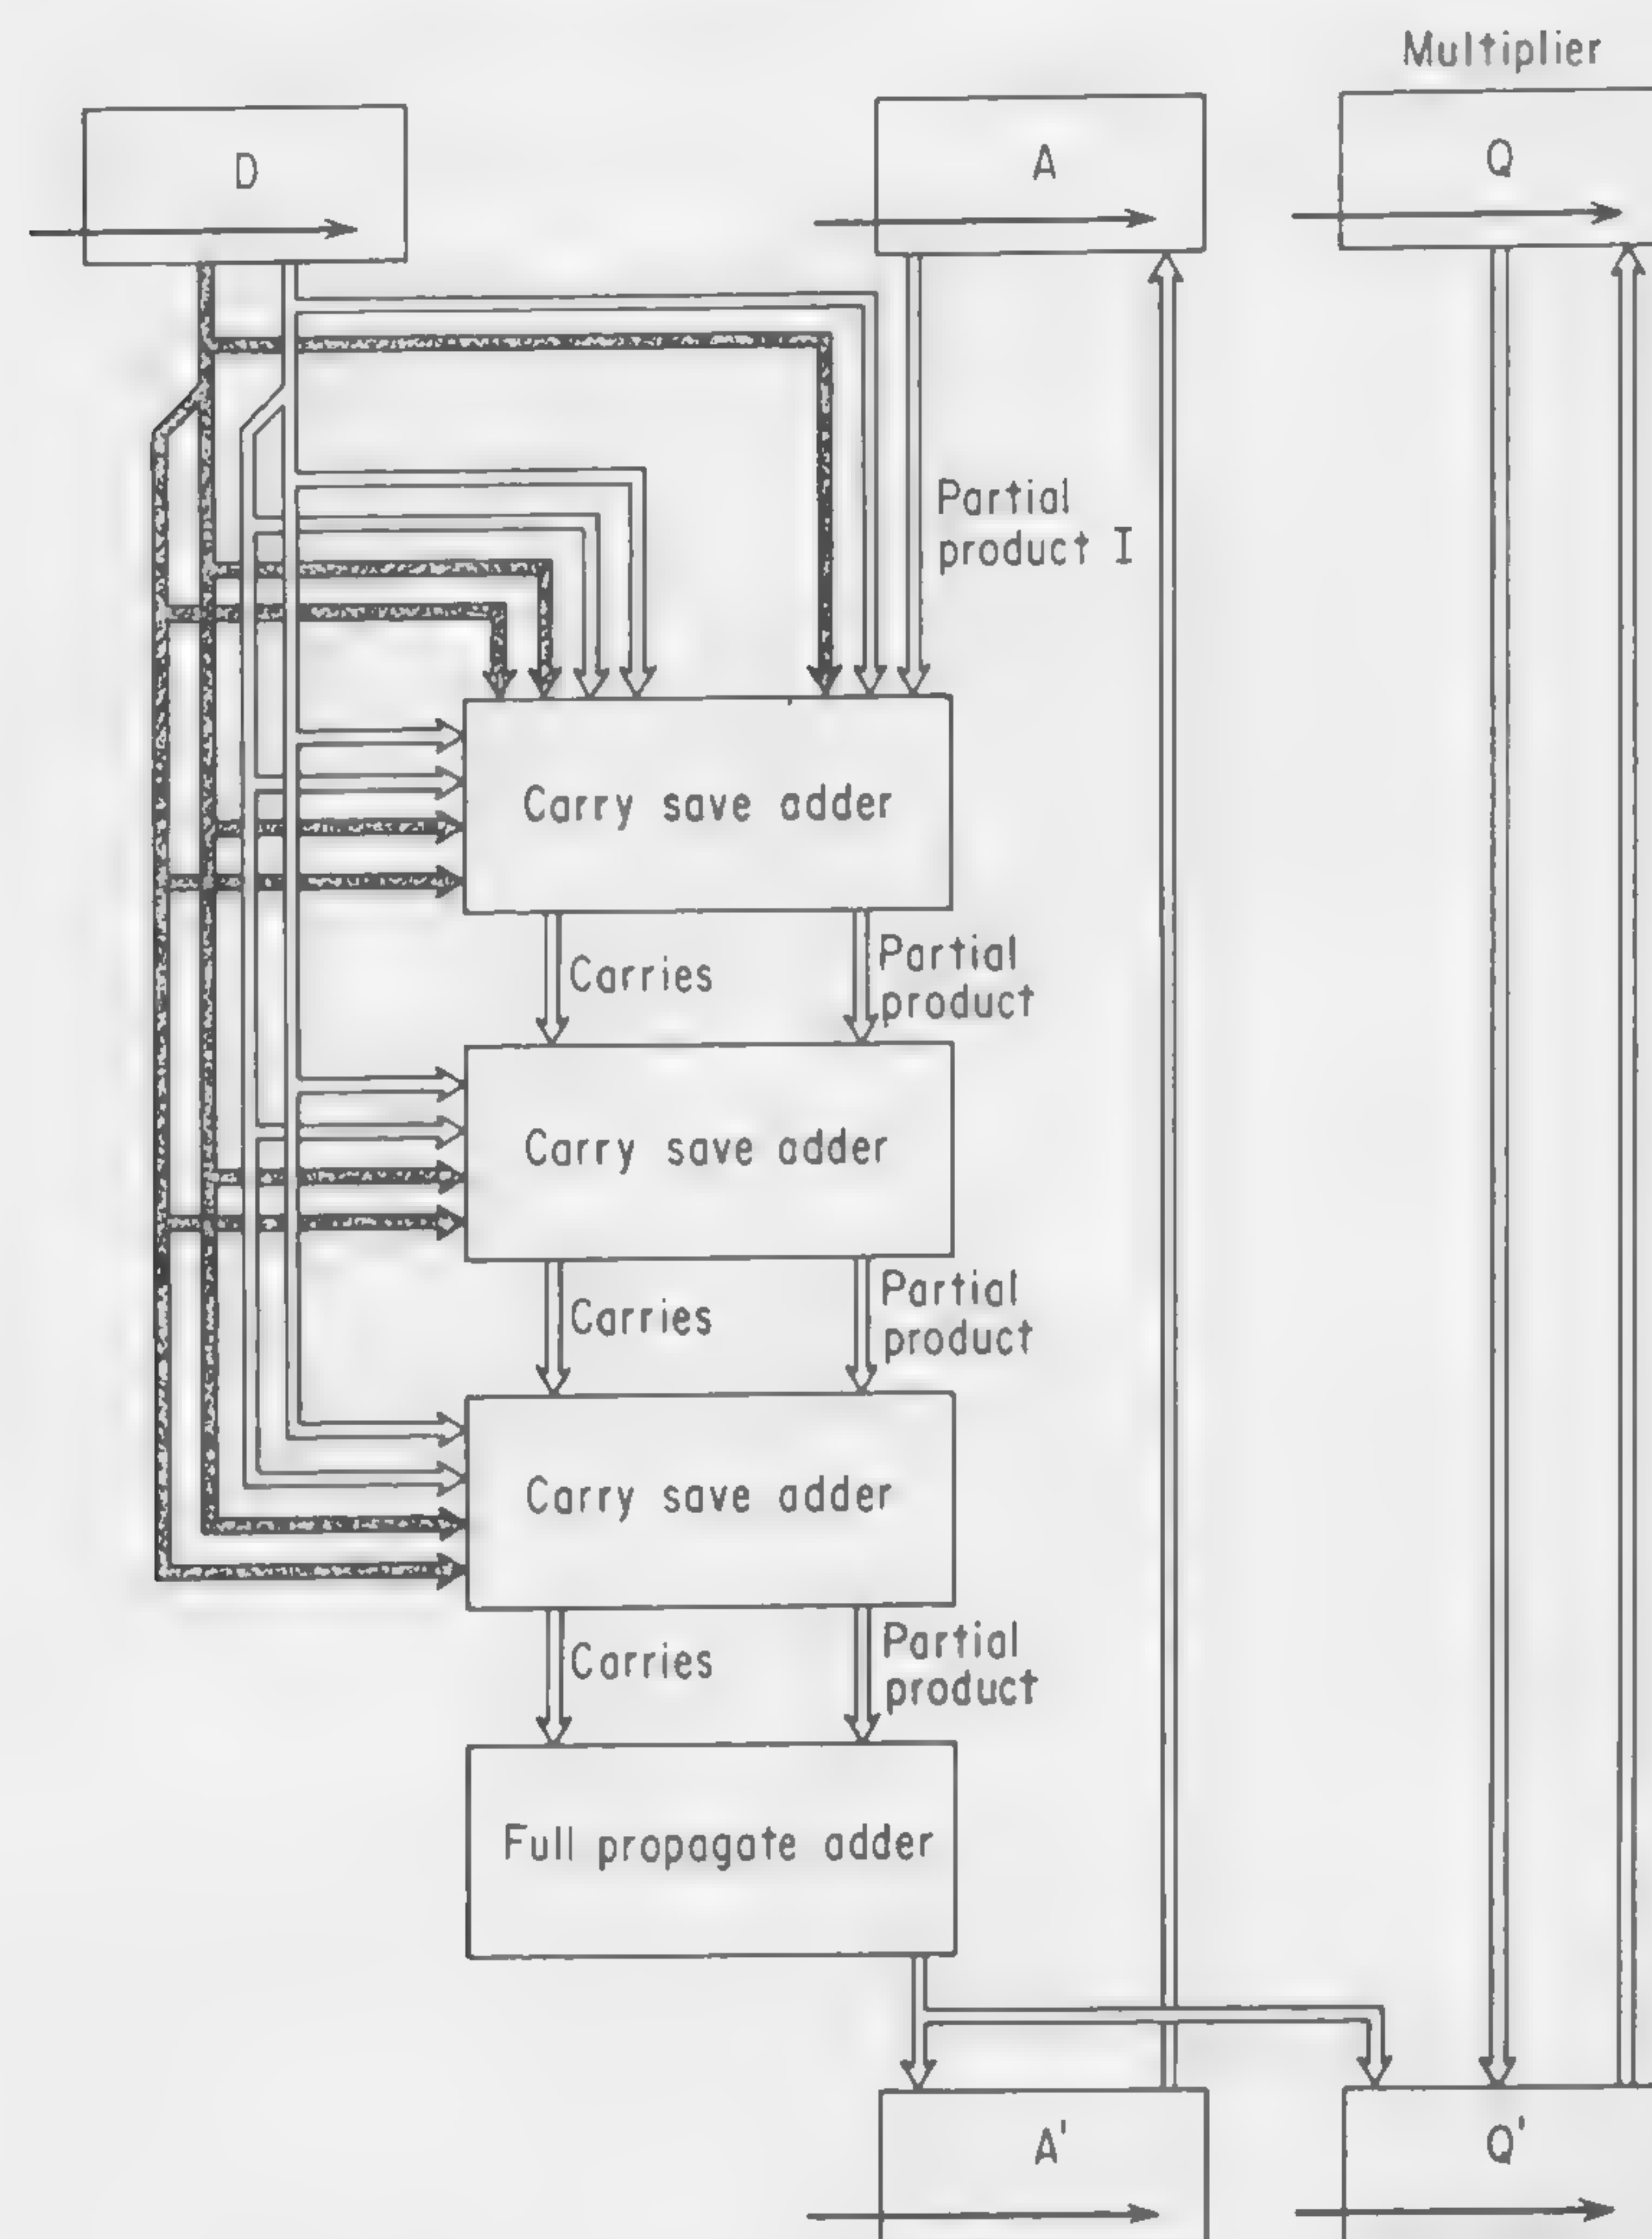 Multiplier
D
A
Q
Partial
product I
Carry save adder
Carries
Partial
product
Carry save adder
Carries
Partial
product
Carry save adder
Carries
Partial
product
Full propagate adder
A'
Q'